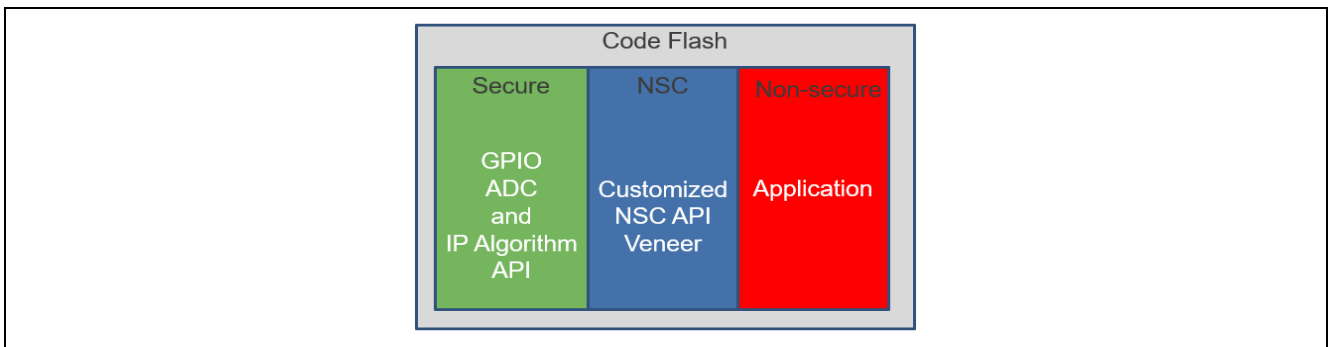 Code Flash
Secure
GPIO
ADC
and
IP Algorithm
API
NSC
Customized
NSC API
Veneer
Non-secure
Application